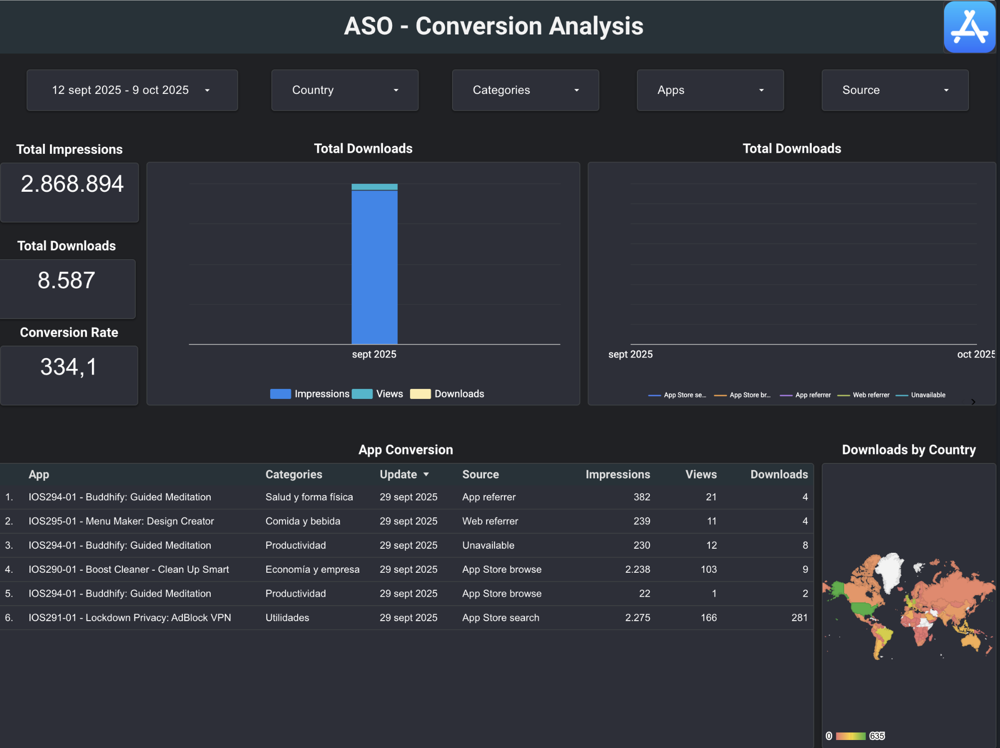 ASO - Conversion Analysis
12 sept 2025 - 9 oct 2025
Country
Categories
Apps
Source
Total Impressions
2.868.894
Total Downloads
8.587
Conversion Rate
334,1
Total Downloads
sept 2025
Impressions Views Downloads
Total Downloads
sept 2025 oct 2025
App Store se... App Store br... App referrer Web referrer Unavailable
App Conversion
App Categories Update Source Impressions Views Downloads
1. IOS294-01 - Buddhify: Guided Meditation Salud y forma física 29 sept 2025 App referrer 382 21 4
2. IOS295-01 - Menu Maker: Design Creator Comida y bebida 29 sept 2025 Web referrer 239 11 4
3. IOS294-01 - Buddhify: Guided Meditation Productividad 29 sept 2025 Unavailable 230 12 8
4. IOS290-01 - Boost Cleaner - Clean Up Smart Economía y empresa 29 sept 2025 App Store browse 2.238 103 9
5. IOS294-01 - Buddhify: Guided Meditation Productividad 29 sept 2025 App Store browse 22 1 2
6. IOS291-01 - Lockdown Privacy: AdBlock VPN Utilidades 29 sept 2025 App Store search 2.275 166 281
Downloads by Country
0 635